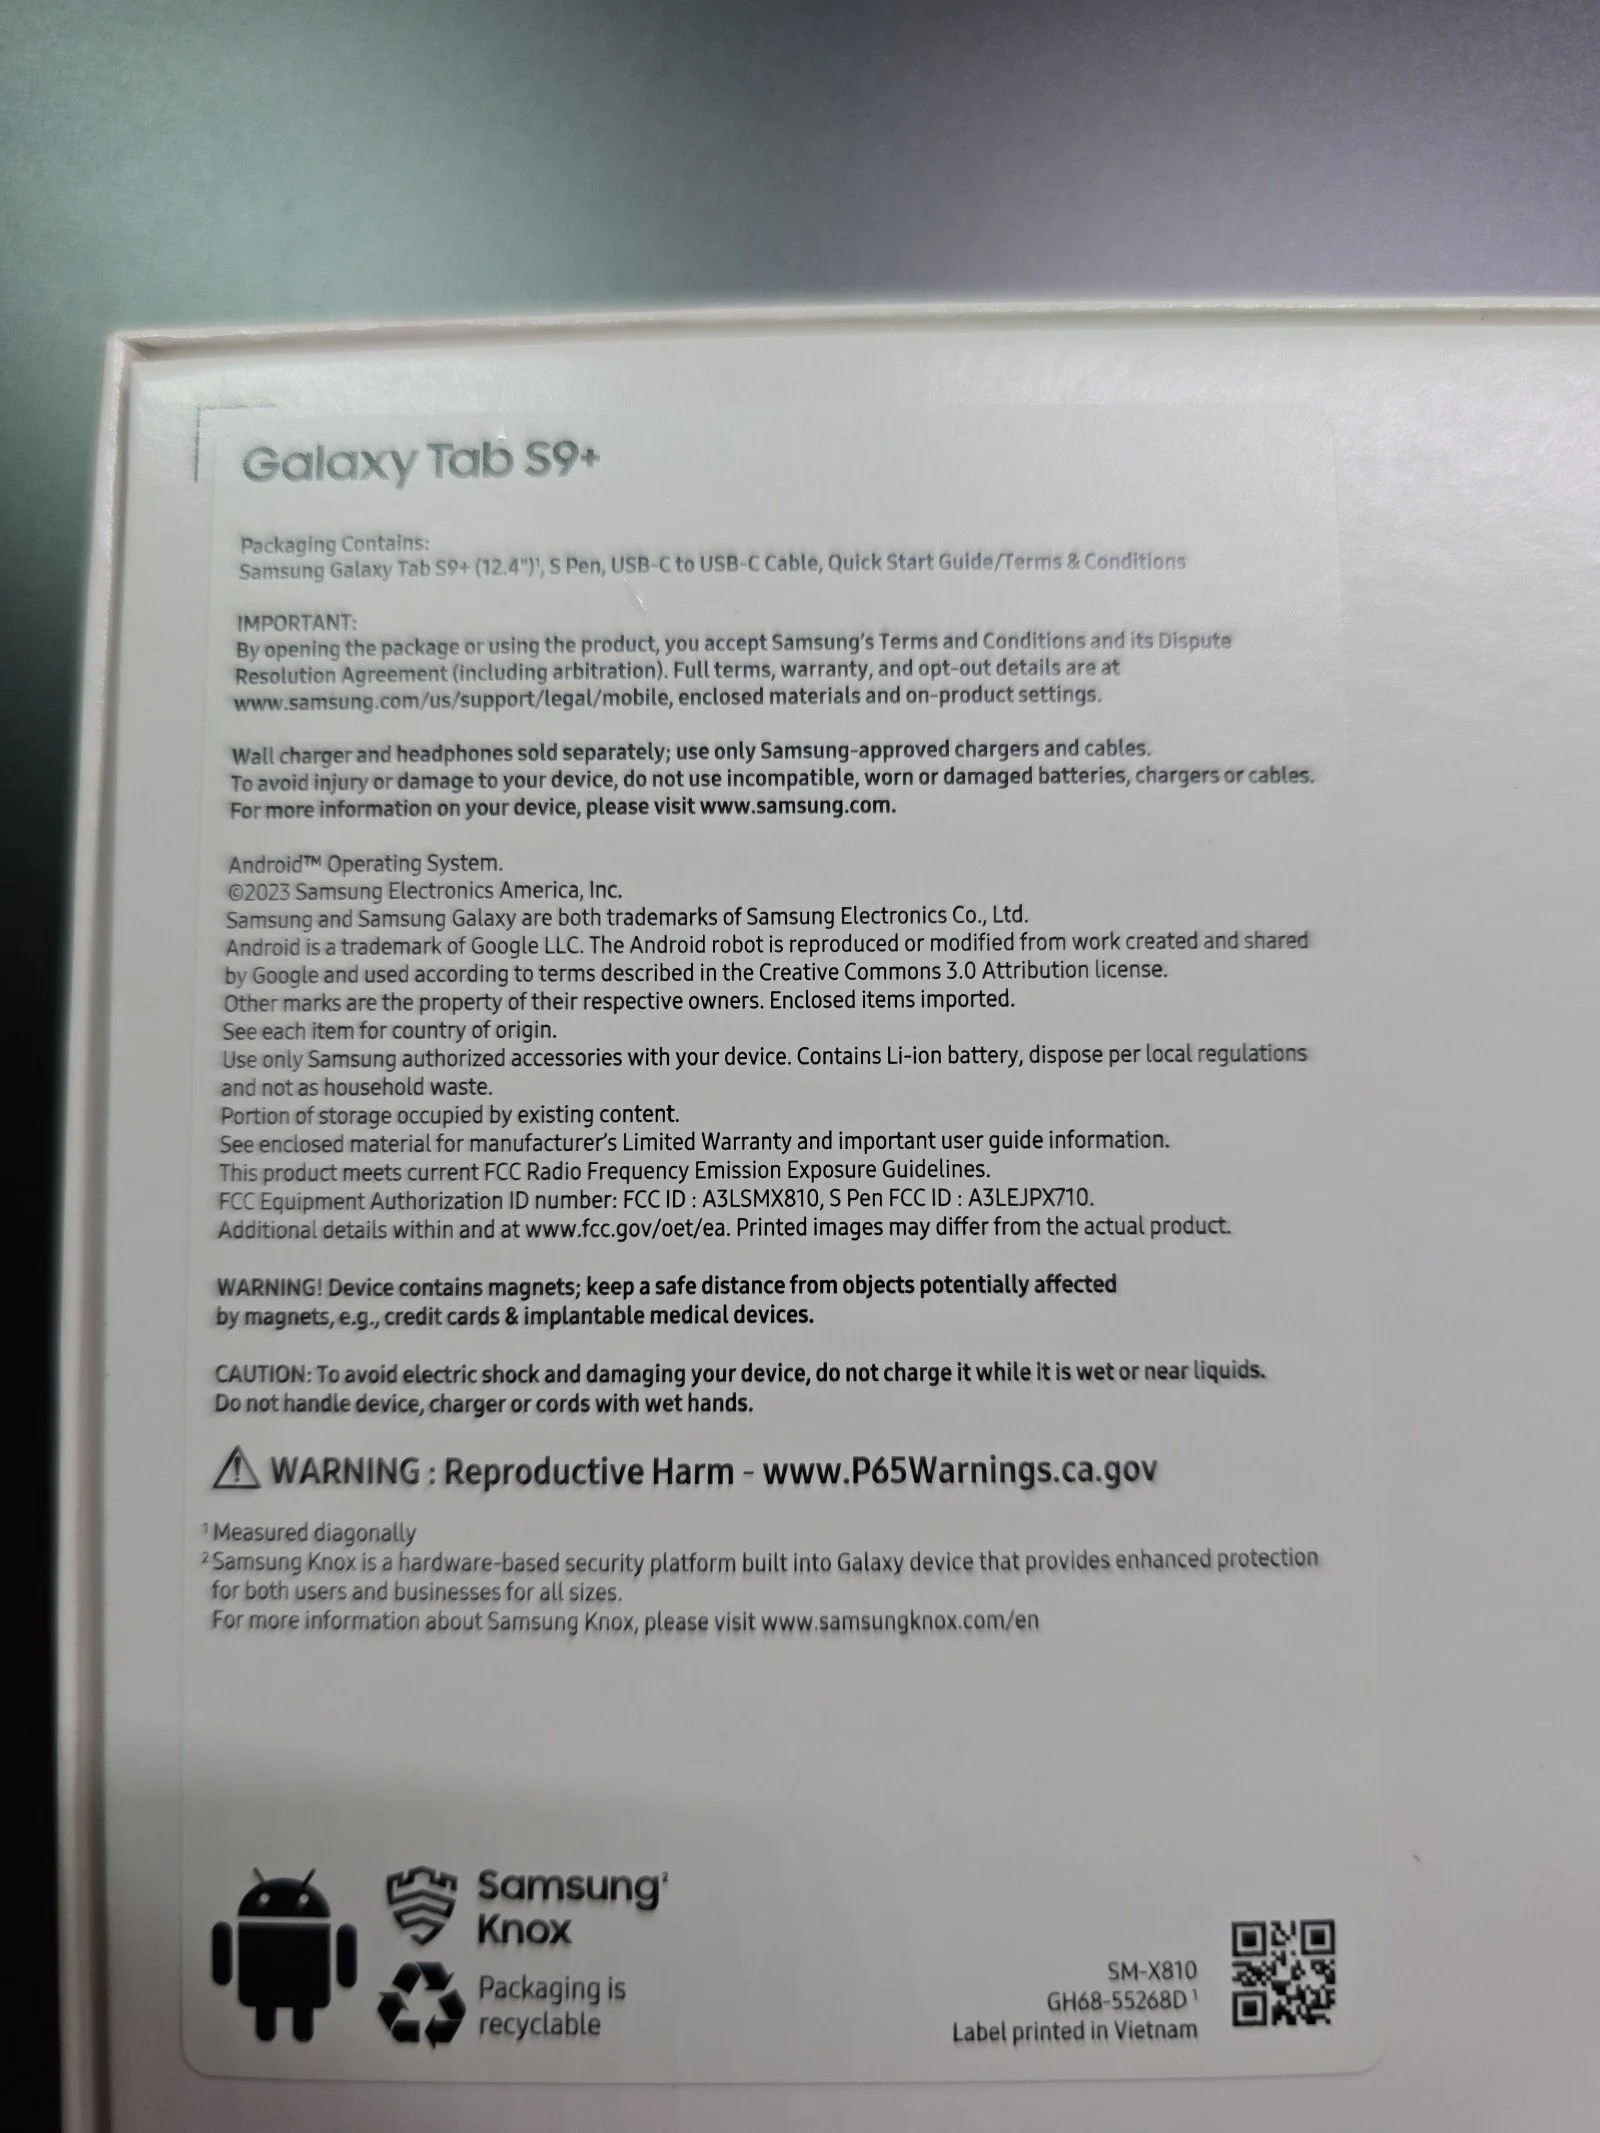 Galaxy Tab S9+
Packaging Contains:
Samsung Galaxy Tab S9+ (12.4")¹, S Pen, USB-C to USB-C Cable, Quick Start Guide/Terms & Conditions
IMPORTANT:
By opening the package or using the product, you accept Samsung's Terms and Conditions and its Dispute
Resolution Agreement (including arbitration). Full terms, warranty, and opt-out details are at
www.samsung.com/us/support/legal/mobile, enclosed materials and on-product settings.
Wall charger and headphones sold separately; use only Samsung-approved chargers and cables.
To avoid injury or damage to your device, do not use incompatible, worn or damaged batteries, chargers or cables.
For more information on your device, please visit www.samsung.com.
Android™ Operating System.
©2023 Samsung Electronics America, Inc.
Samsung and Samsung Galaxy are both trademarks of Samsung Electronics Co., Ltd.
Android is a trademark of Google LLC. The Android robot is reproduced or modified from work created and shared
by Google and used according to terms described in the Creative Commons 3.0 Attribution license.
Other marks are the property of their respective owners. Enclosed items imported.
See each item for country of origin.
Use only Samsung authorized accessories with your device. Contains Li-ion battery, dispose per local regulations
and not as household waste.
Portion of storage occupied by existing content.
See enclosed material for manufacturer's Limited Warranty and important user guide information.
This product meets current FCC Radio Frequency Emission Exposure Guidelines.
FCC Equipment Authorization ID number: FCC ID : A3LSMX810, S Pen FCC ID : A3LEJPX710.
Additional details within and at www.fcc.gov/oet/ea. Printed images may differ from the actual product.
WARNING! Device contains magnets; keep a safe distance from objects potentially affected
by magnets, e.g., credit cards & implantable medical devices.
CAUTION: To avoid electric shock and damaging your device, do not charge it while it is wet or near liquids.
Do not handle device, charger or cords with wet hands.
WARNING : Reproductive Harm - www.P65Warnings.ca.gov
¹ Measured diagonally
² Samsung Knox is a hardware-based security platform built into Galaxy device that provides enhanced protection
for both users and businesses for all sizes.
For more information about Samsung Knox, please visit www.samsungknox.com/en
Samsung²
Knox
Packaging is
recyclable
SM-X810
GH68-55268D ¹
Label printed in Vietnam